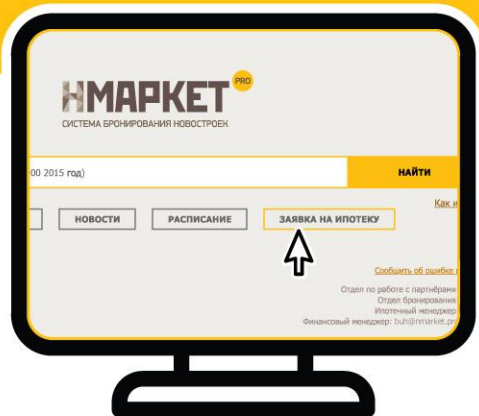 НМАРКЕТ PRO
СИСТЕМА БРОНИРОВАНИЯ НОВОСТРОЕК
00 2015 год)
НАЙТИ
Как и
НОВОСТИ
РАСПИСАНИЕ
ЗАЯВКА НА ИПОТЕКУ
Сообщить об ошибке
Отдел по работе с партнёрами
Отдел бронирования
Ипотечный менеджер
Финансовый менеджер: buh@nmarket.pr